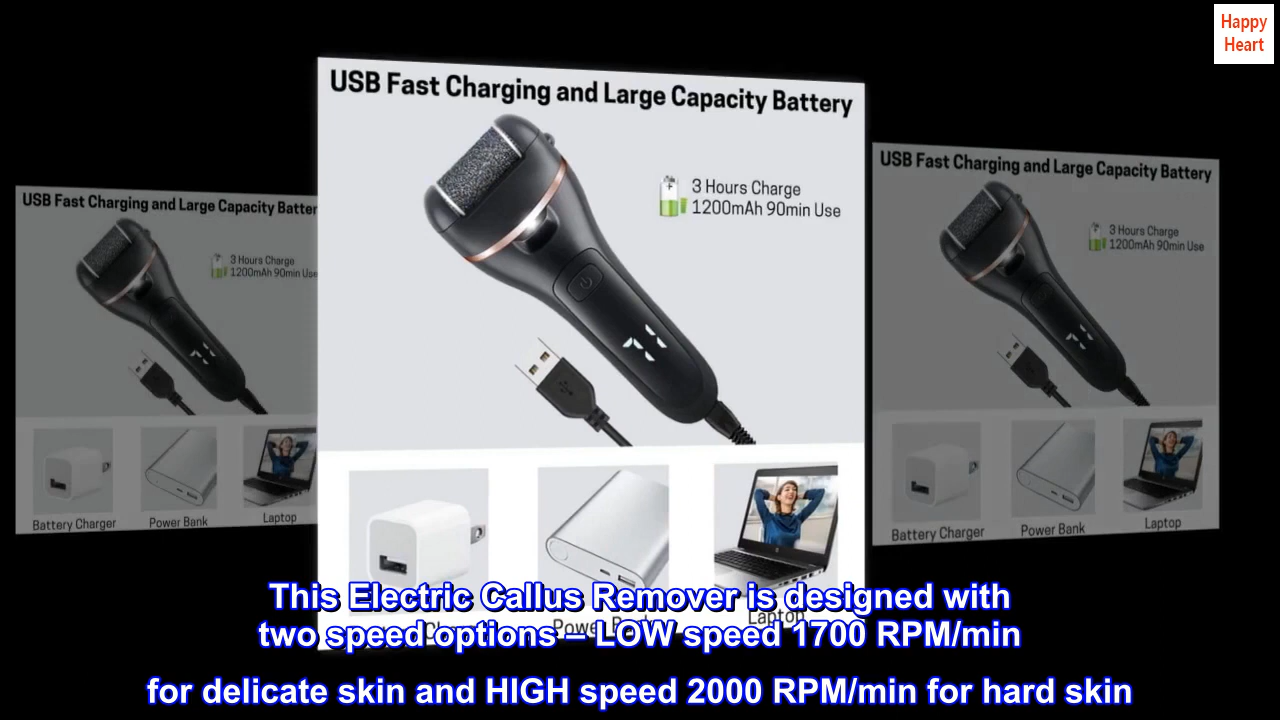 Happy
Heart
USB Fast Charging and Large Capacity Battery
3 Hours Charge
1200mAh 90min Use
USB Fast Charging and Large Capacity Battery
3 Hours Charge
1200mAh 90min Use
USB Fast Charging and Large Capacity Battery
3 Hours Charge
1200mAh 90min Use
Battery Charger
Power Bank
Laptop
Power Bank
Laptop
Battery Charger
Power Bank
Laptop
This Electric Callus Remover is designed with
two speed options – LOW speed 1700 RPM/min
for delicate skin and HIGH speed 2000 RPM/min for hard skin